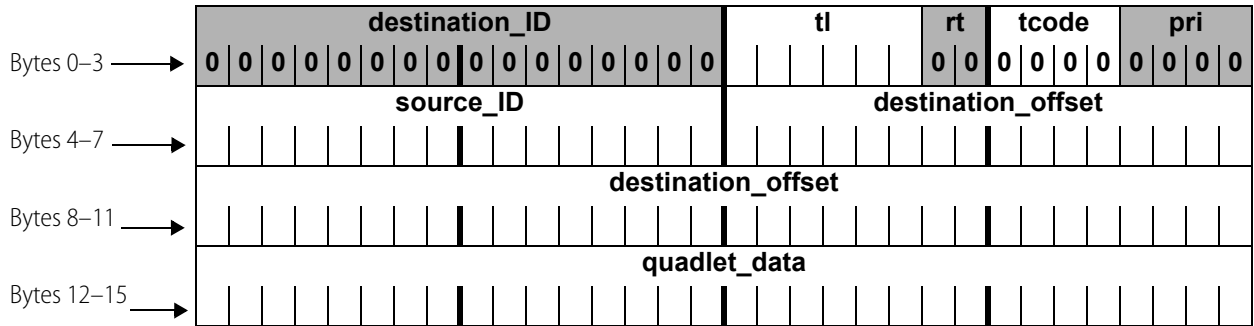 destination_ID tl rt tcode pri
Bytes 0–3 0 0 0 0 0 0 0 0 0 0 0 0 0 0 0 0 0 0 0 0 0 0 0 0 0 0
source_ID destination_offset
Bytes 4–7
destination_offset
Bytes 8–11
quadlet_data
Bytes 12–15